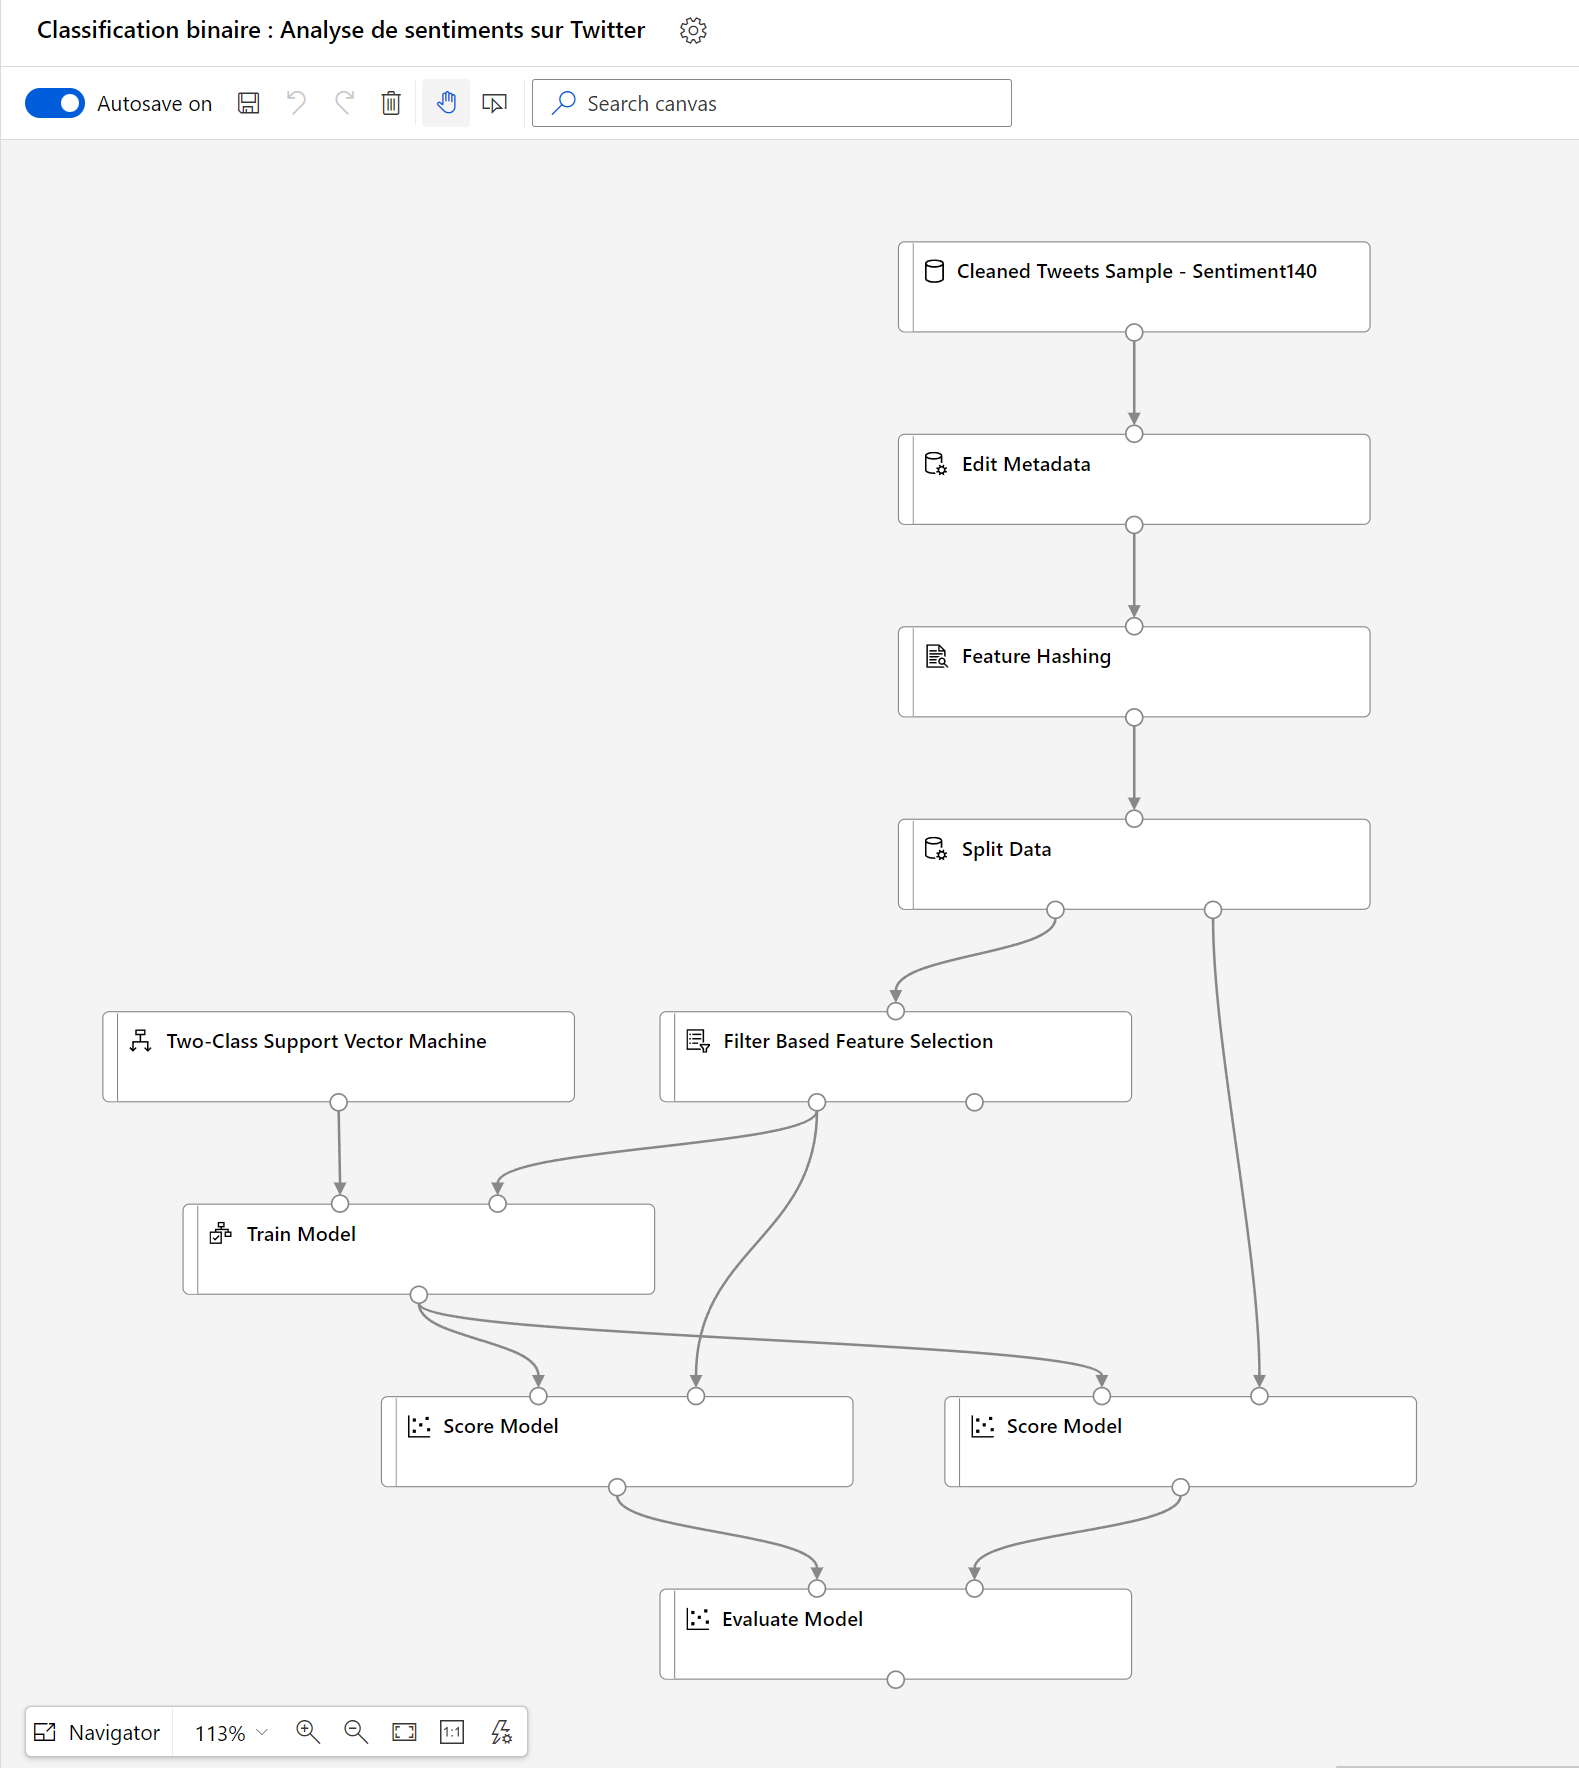 Classification binaire : Analyse de sentiments sur Twitter
Autosave on
Search canvas
Cleaned Tweets Sample - Sentiment140
Edit Metadata
Feature Hashing
Split Data
Two-Class Support Vector Machine
Filter Based Feature Selection
Train Model
Score Model
Score Model
Evaluate Model
Navigator
113%
1:1